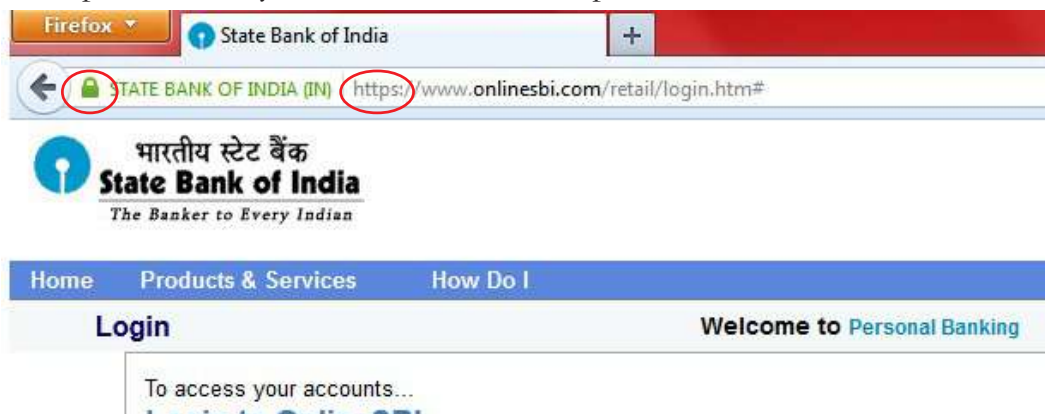 Firefox
State Bank of India
+
STATE BANK OF INDIA (IN) https://www.onlinesbi.com/retail/login.htm#
भारतीय स्टेट बैंक
State Bank of India
The Banker to Every Indian
Home Products & Services How Do I
Login Welcome to Personal Banking
To access your accounts...